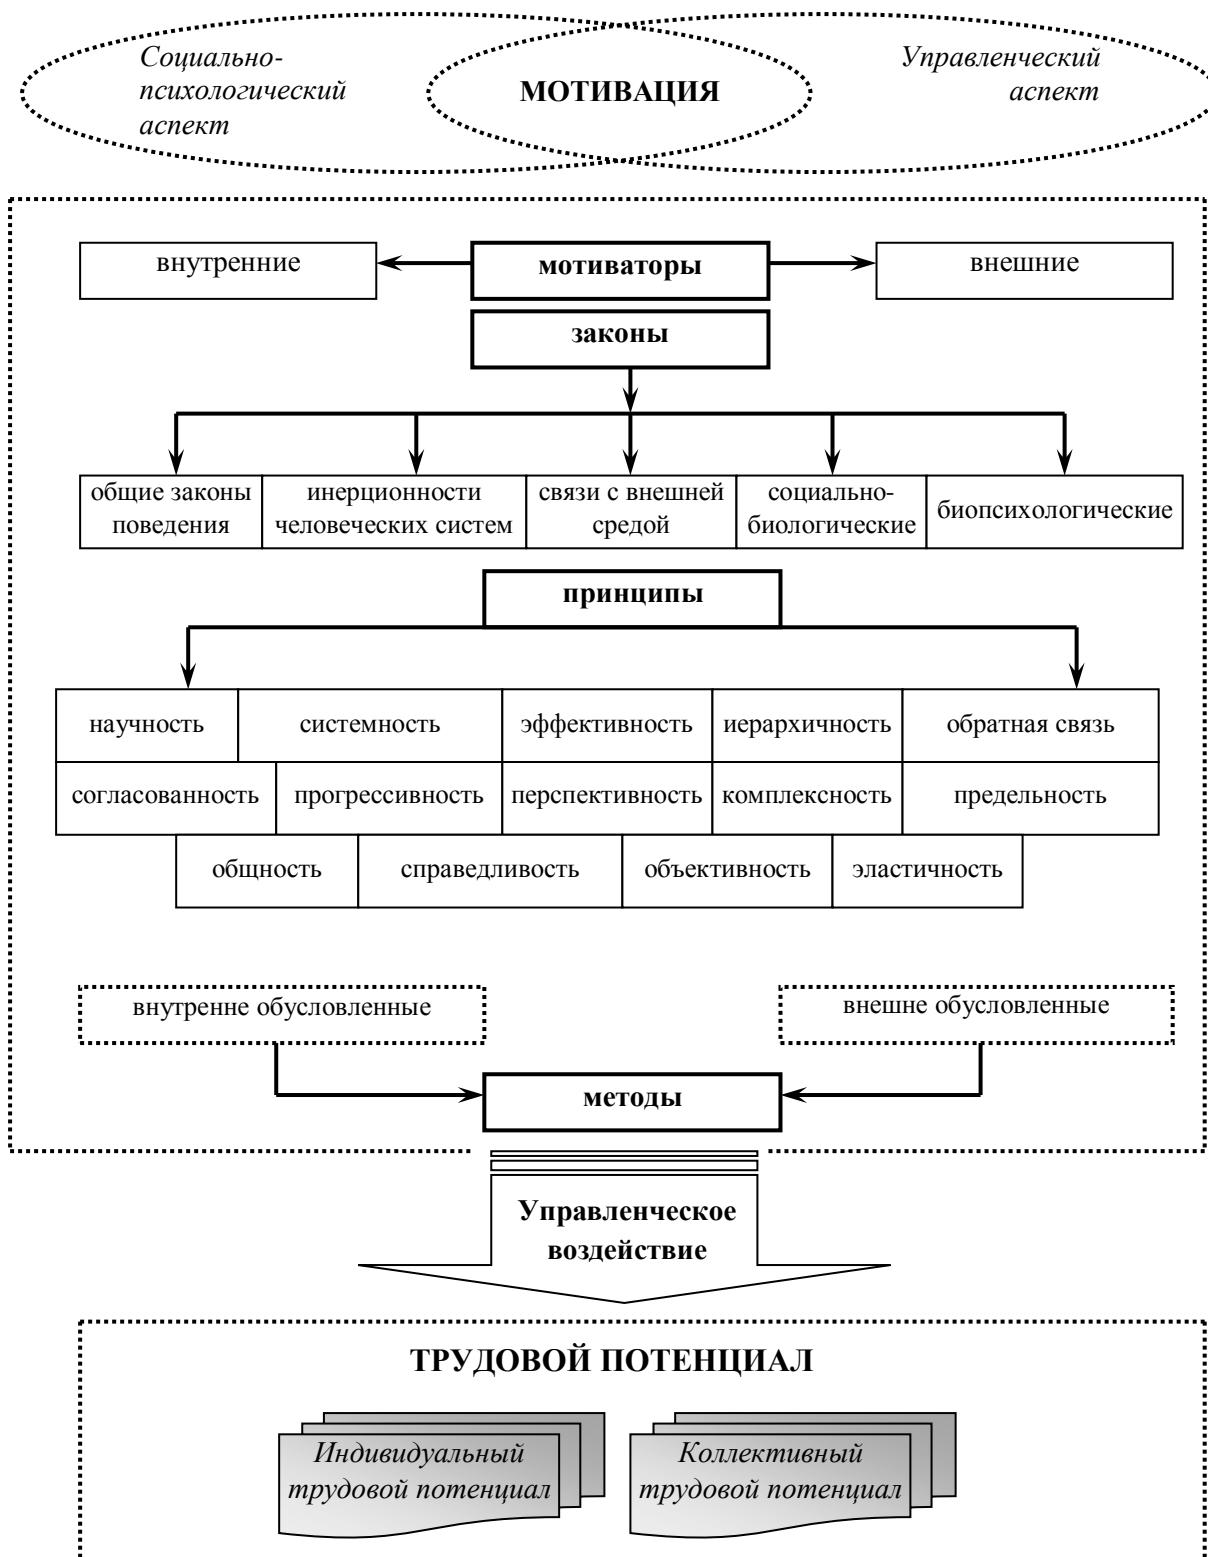 Социально-
психологический
аспект
МОТИВАЦИЯ
Управленческий
аспект
внутренние
мотиваторы
внешние
законы
общие законы
поведения
инерционности
человеческих систем
связи с внешней
средой
социально-
биологические
биопсихологические
принципы
научность
системность
эффективность
иерархичность
обратная связь
согласованность
прогрессивность
перспективность
комплексность
предельность
общность
справедливость
объективность
эластичность
внутренне обусловленные
внешне обусловленные
методы
Управленческое
воздействие
ТРУДОВОЙ ПОТЕНЦИАЛ
Индивидуальный
трудовой потенциал
Коллективный
трудовой потенциал